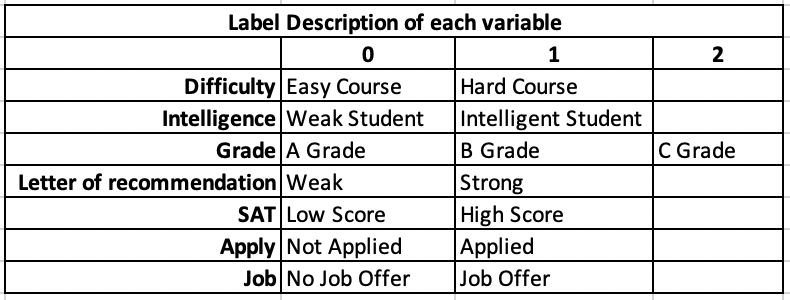 Label Description of each variable
0 1 2
Difficulty Easy Course Hard Course
Intelligence Weak Student Intelligent Student
Grade A Grade B Grade C Grade
Letter of recommendation Weak Strong
SAT Low Score High Score
Apply Not Applied Applied
Job No Job Offer Job Offer